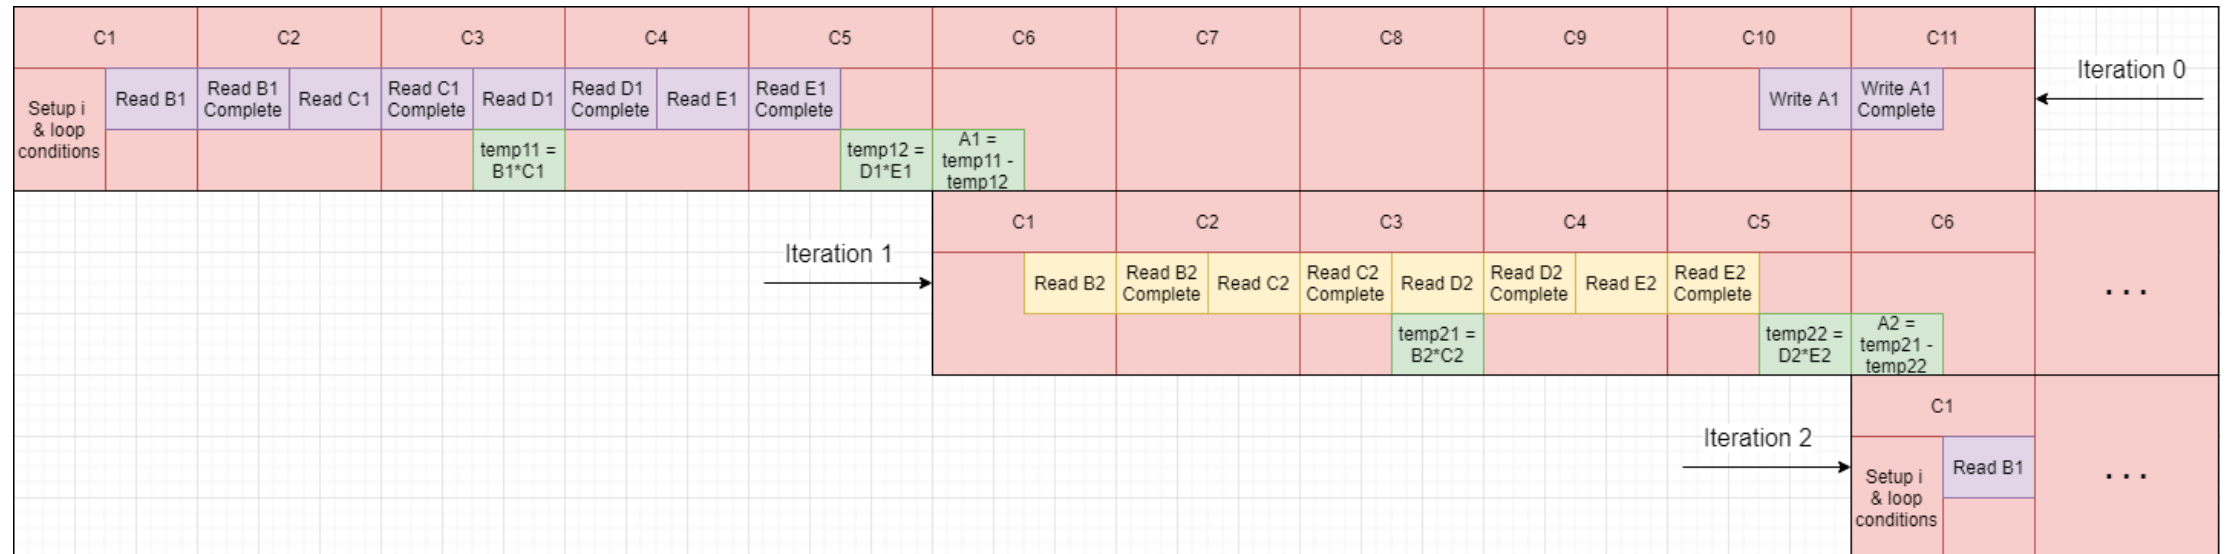 C1 C2 C3 C4 C5 C6 C7 C8 C9 C10 C11
Iteration 0
Setup i
& loop
conditions
Read B1
Read B1
Complete
Read C1
Read C1
Complete
Read D1
Read D1
Complete
Read E1
Read E1
Complete
Write A1
Write A1
Complete
temp11 =
B1*C1
temp12 =
D1*E1
A1 =
temp11 -
temp12
Iteration 1
C1 C2 C3 C4 C5 C6
Read B2
Read B2
Complete
Read C2
Read C2
Complete
Read D2
Read D2
Complete
Read E2
Read E2
Complete
. . .
temp21 =
B2*C2
temp22 =
D2*E2
A2 =
temp21 -
temp22
Iteration 2
C1
Setup i
& loop
conditions
Read B1
. . .